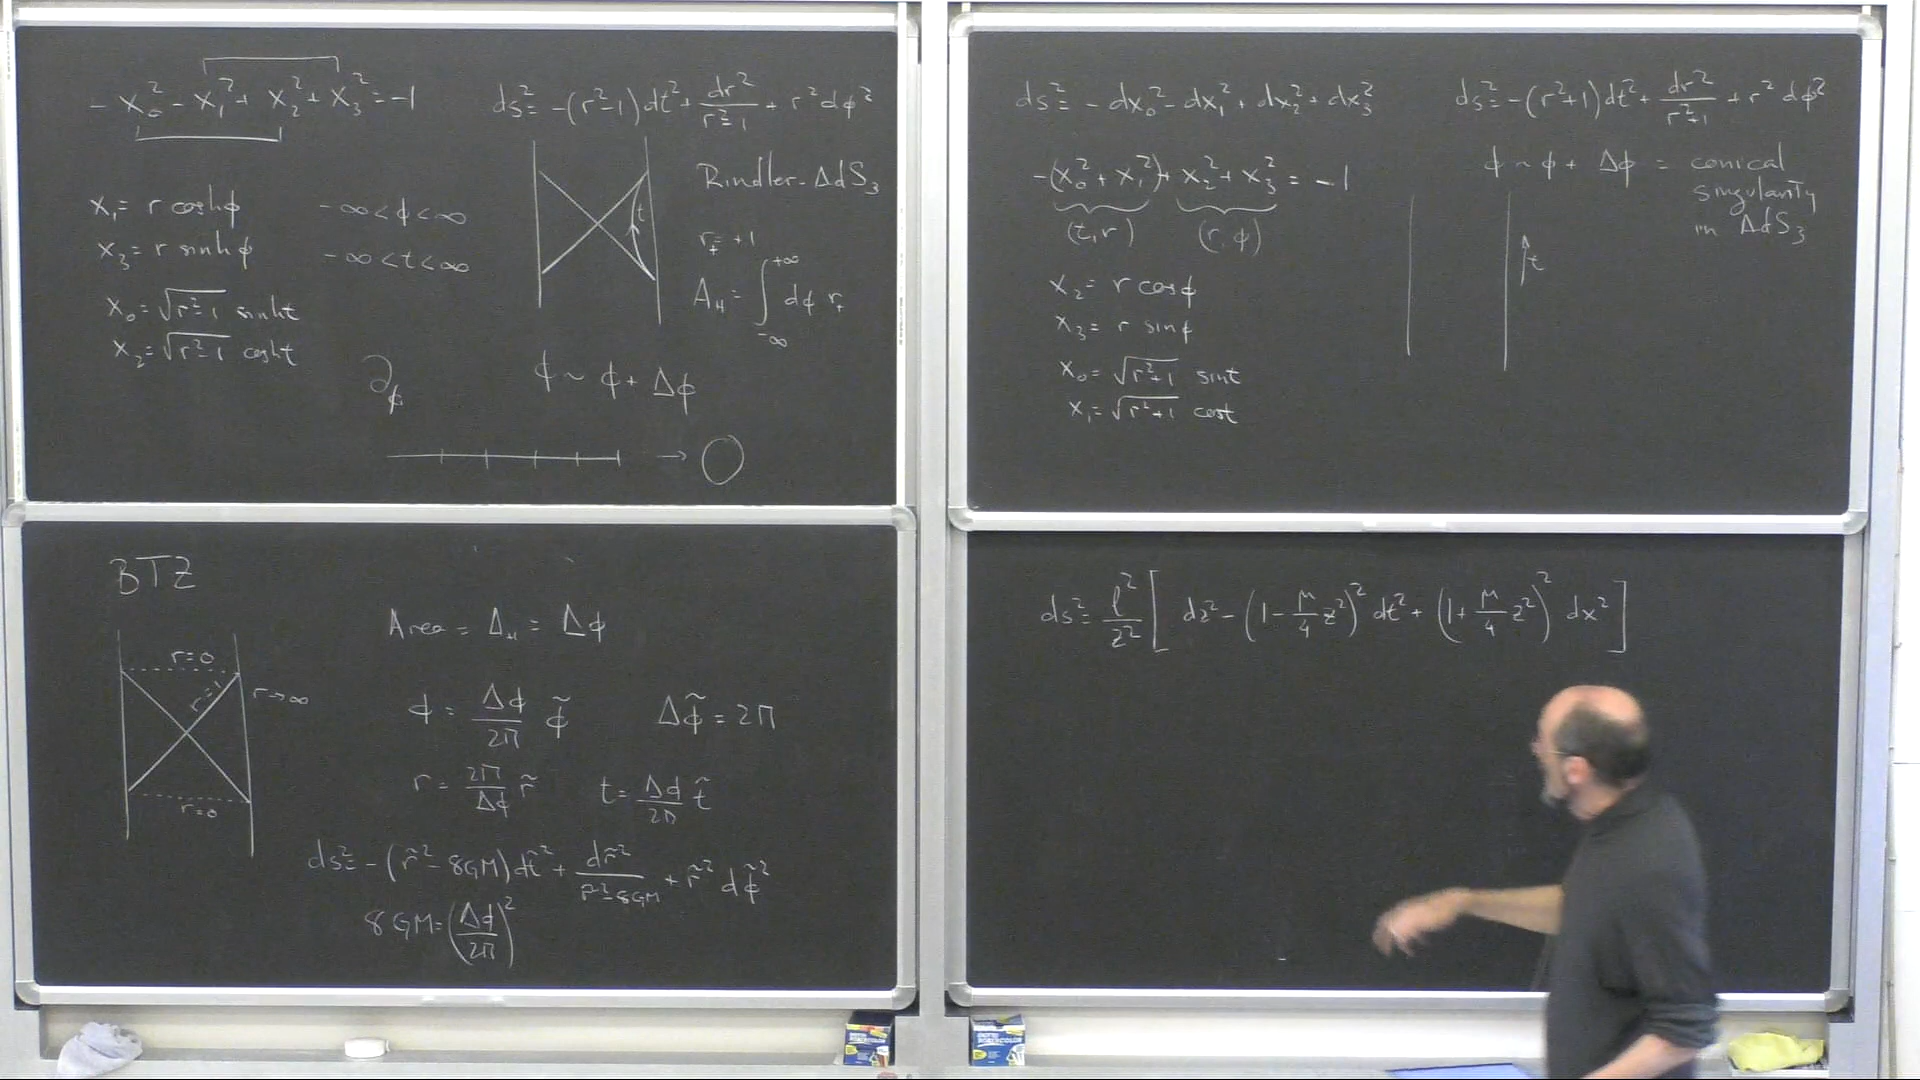 - x₀² - x₁² + x₂² + x₃² = -1
ds² = -(r²-1)dt² + dr²/(r²-1) + r²dφ²
x₁ = r coshφ
-∞<φ<∞
x₃ = r sinhφ
-∞<t<∞
x₀ = √(r²-1) sinht
x₂ = √(r²-1) cosht
t
Rindler-AdS₃
r₊ = +1
A_H = ∫_{-∞}^{+∞} dφ r₊
∂_φ
φ ~ φ + Δφ
→
BTZ
r=0
r=1
r→∞
r=0
Area = A_H = Δφ
φ = Δφ/2π φ̃
Δφ̃ = 2π
r = 2π/Δφ r̃
t = Δφ/2π t̃
ds² = -(r̃²-8GM)dt̃² + dr̃²/(r̃²-8GM) + r̃²dφ̃²
8GM = (Δφ/2π)²
ds² = -dx₀² - dx₁² + dx₂² + dx₃²
ds² = -(r²+1)dt² + dr²/(r²+1) + r²dφ²
-(x₀² + x₁²) + x₂² + x₃² = -1
(t,r)
(r,φ)
φ ~ φ + Δφ = conical
singularity
in AdS₃
t
x₂ = r cosφ
x₃ = r sinφ
x₀ = √(r²+1) sint
x₁ = √(r²+1) cost
ds² = l²/z² [dz² - (1 - μ/4 z²)² dt² + (1 + μ/4 z²)² dx²]